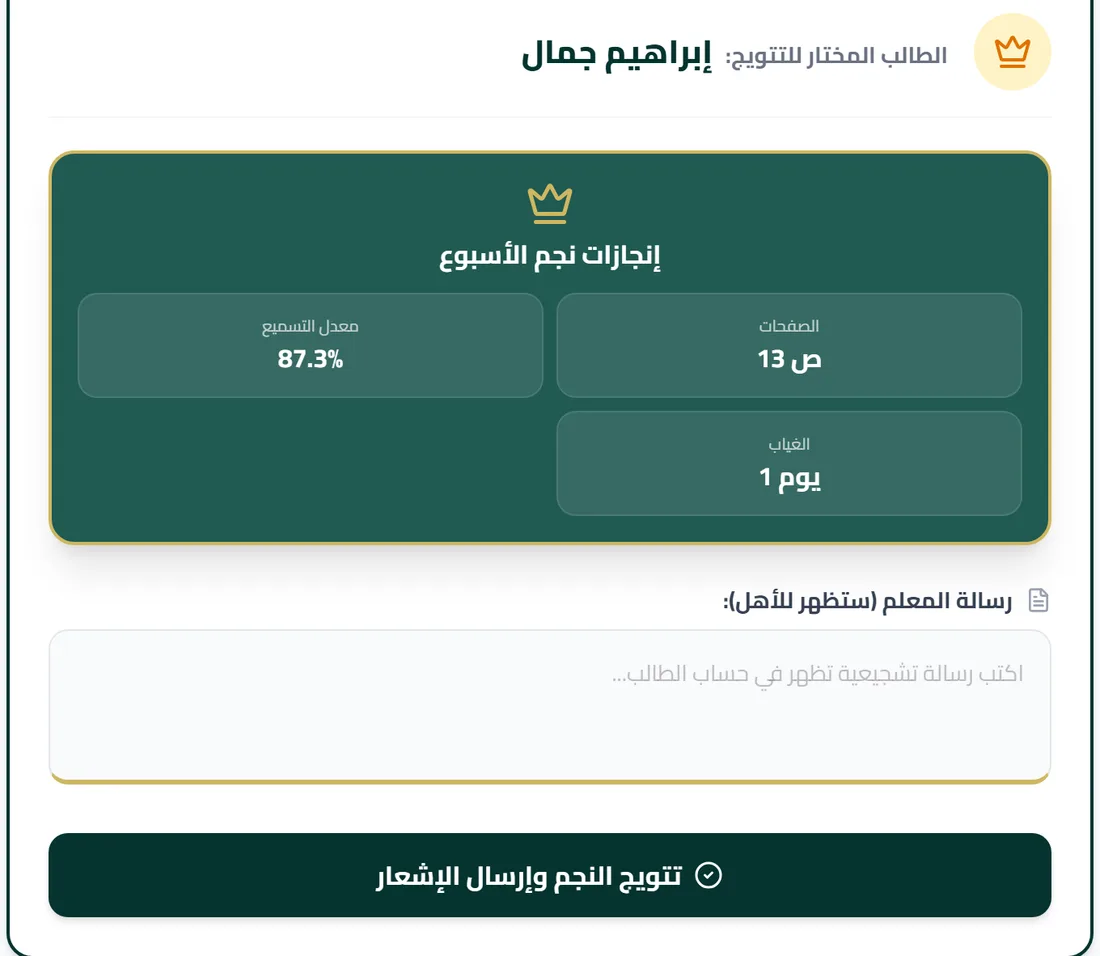 الطالب المختار للتتويج: إبراهيم جمال
إنجازات نجم الأسبوع
الصفحات
13 ص
معدل التسميع
87.3%
الغياب
1 يوم
رسالة المعلم (ستظهر للأهل):
اكتب رسالة تشجيعية تظهر في حساب الطالب...
تتويج النجم وإرسال الإشعار